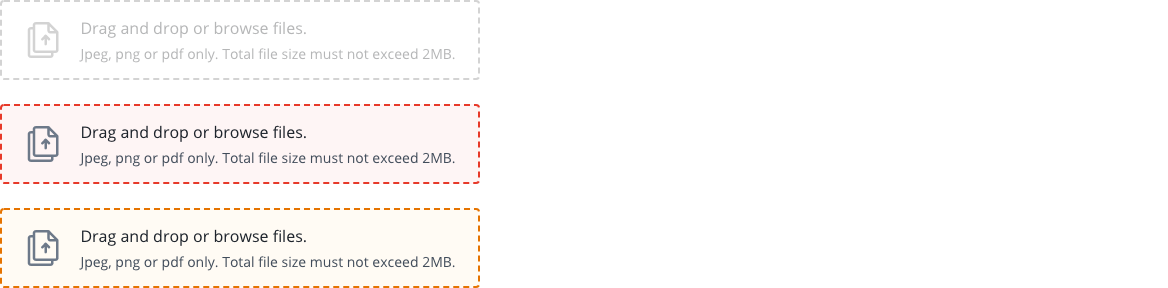 Drag and drop or browse files.
Jpeg, png or pdf only. Total file size must not exceed 2MB.
Drag and drop or browse files.
Jpeg, png or pdf only. Total file size must not exceed 2MB.
Drag and drop or browse files.
Jpeg, png or pdf only. Total file size must not exceed 2MB.